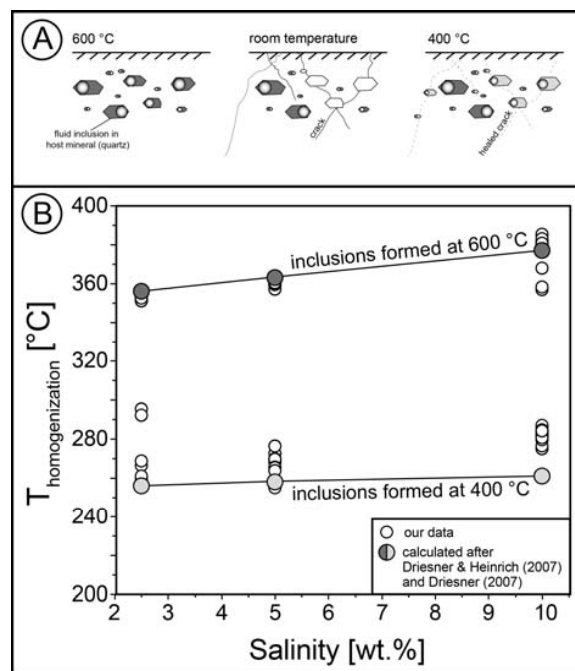 A
600 °C
room temperature
400 °C
fluid inclusion in
host mineral (quartz)
crack
healed crack
B
400
360
320
280
240
200
T homogenization [°C]
inclusions formed at 600 °C
inclusions formed at 400 °C
our data
calculated after
Driesner & Heinrich (2007)
and Driesner (2007)
2 3 4 5 6 7 8 9 10
Salinity [wt.%]